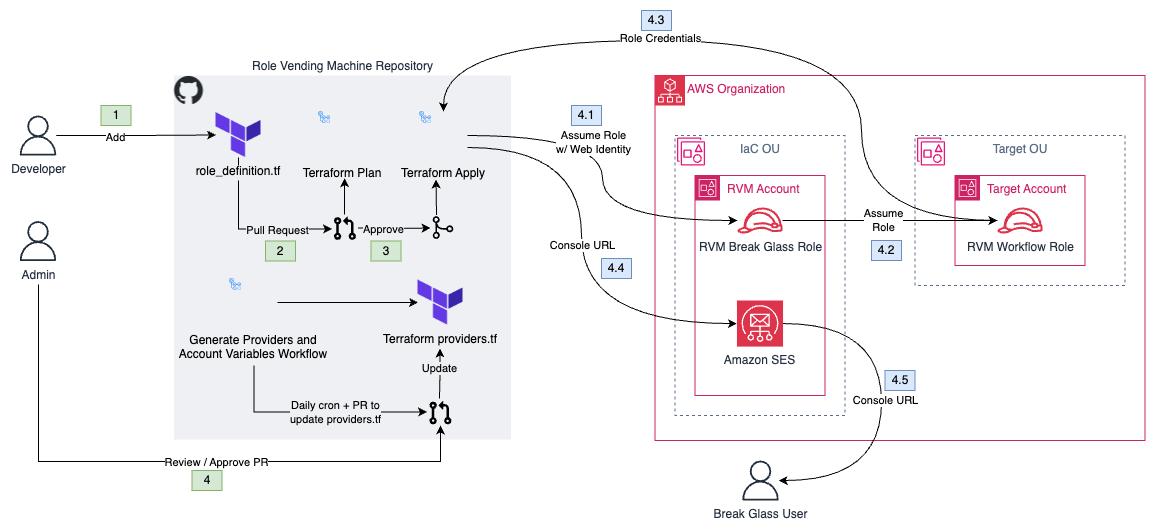 4.3
Role Credentials
Role Vending Machine Repository
AWS Organization
1
Add
4.1
Assume Role
w/ Web Identity
IaC OU
Target OU
Developer
role_definition.tf
Terraform Plan
Terraform Apply
RVM Account
Target Account
Pull Request
2
Approve
3
Assume
Role
4.2
RVM Break Glass Role
RVM Workflow Role
Admin
Console URL
4.4
Generate Providers and
Account Variables Workflow
Terraform providers.tf
Update
Amazon SES
4.5
Console URL
Daily cron + PR to
update providers.tf
Review / Approve PR
4
Break Glass User